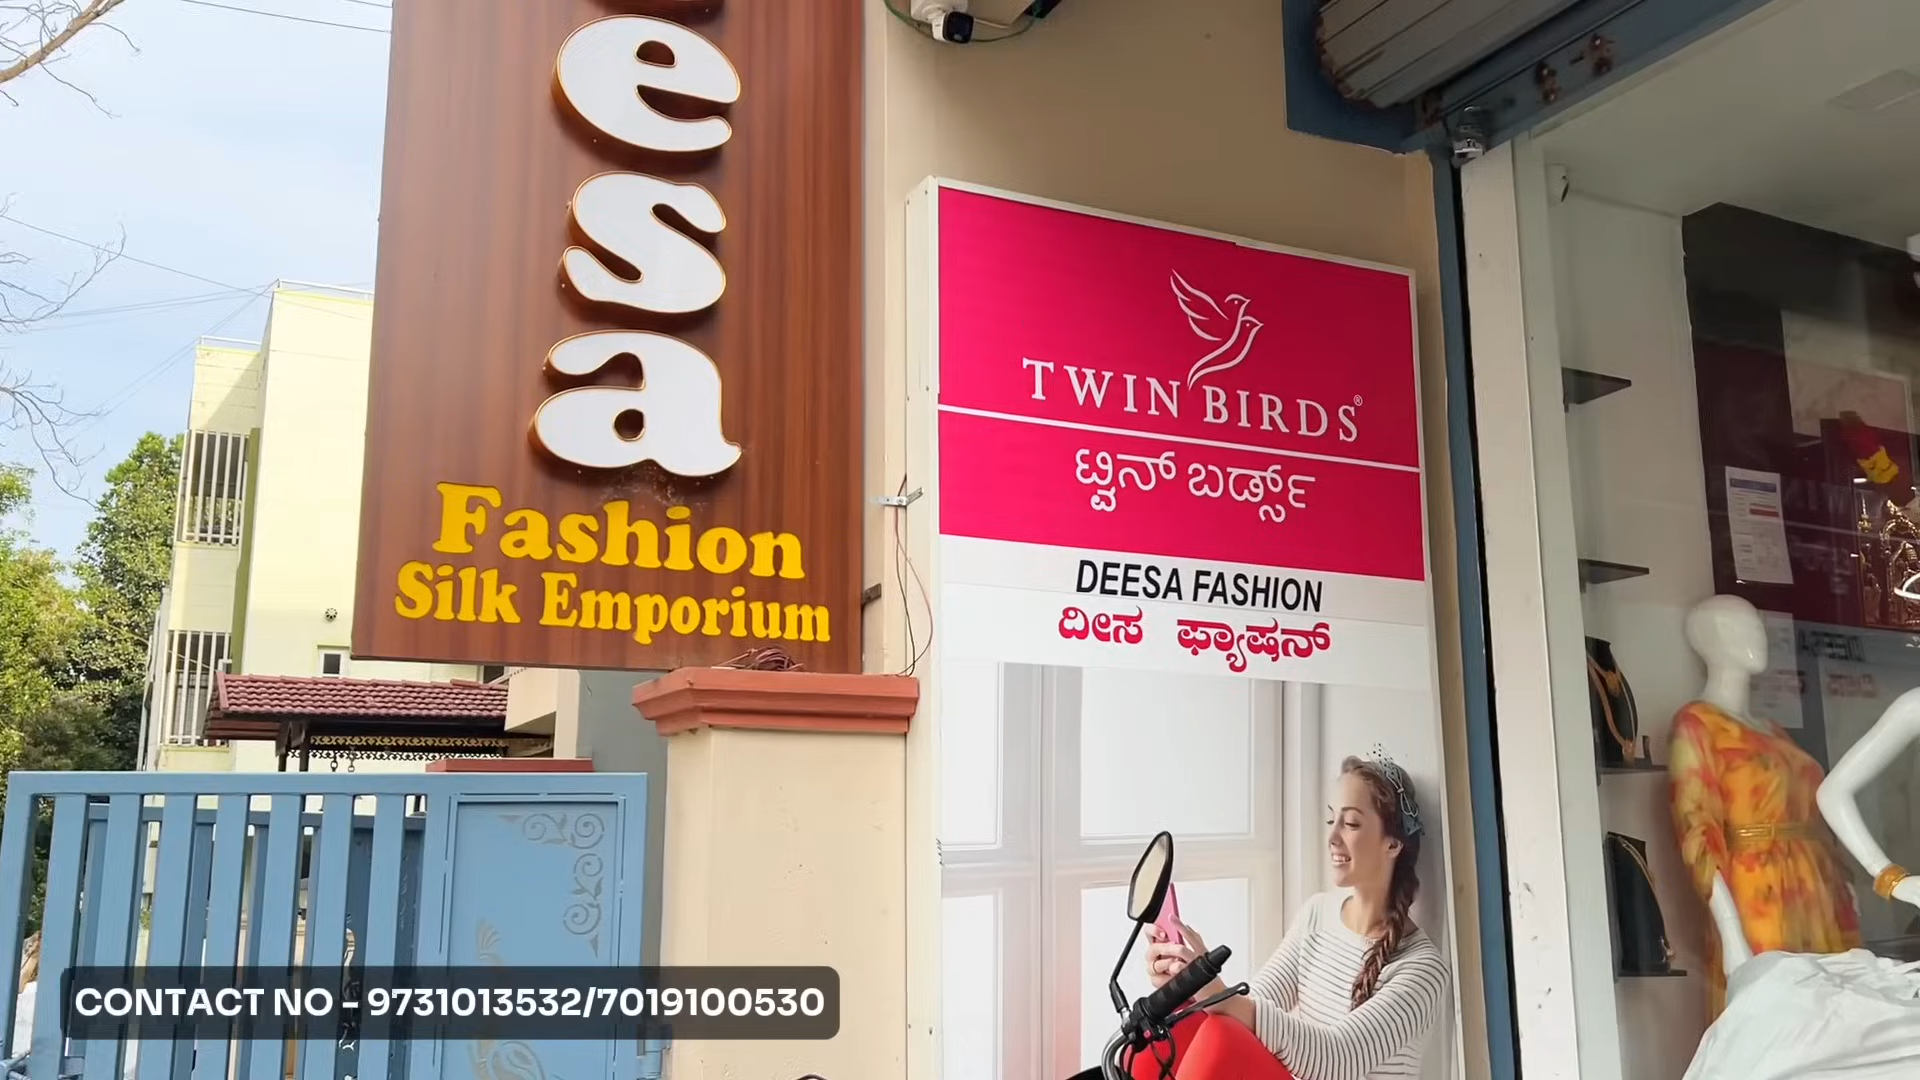 esa
Fashion
Silk Emporium
TWIN BIRDS®
ಟ್ವಿನ್ ಬರ್ಡ್ಸ್
DEESA FASHION
ದೀಸ ಫ್ಯಾಷನ್
CONTACT NO - 9731013532/7019100530